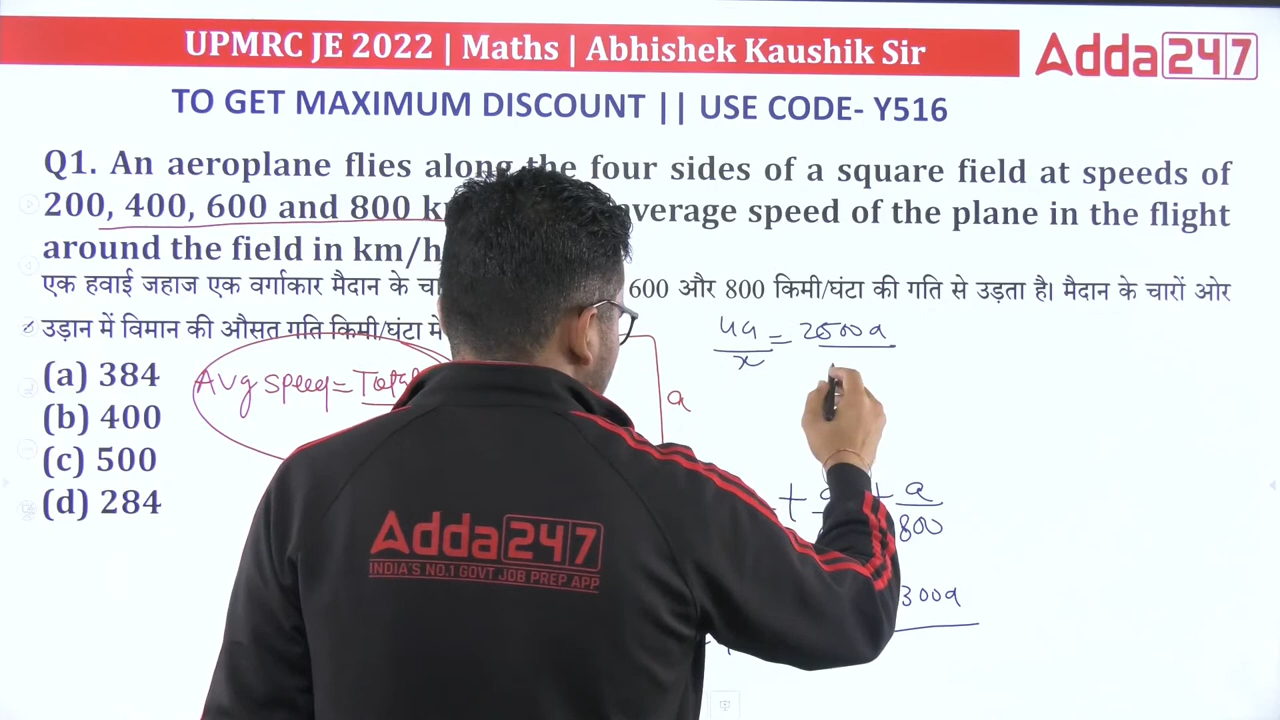 UPMRC JE 2022 | Maths | Abhishek Kaushik Sir
Adda247
TO GET MAXIMUM DISCOUNT || USE CODE- Y516
Q1. An aeroplane flies along the four sides of a square field at speeds of
200, 400, 600 and 800 k average speed of the plane in the flight
around the field in km/h
एक हवाई जहाज एक वर्गाकार मैदान के चा 600 और 800 किमी/घंटा की गति से उड़ता है। मैदान के चारों ओर
उड़ान में विमान की औसत गति किमी/घंटा में
4a/x = 2500a
(a) 384
(b) 400
(c) 500
(d) 284
Avg speed = Total
a
+ + a/800
300a
Adda247
INDIA'S NO.1 GOVT JOB PREP APP